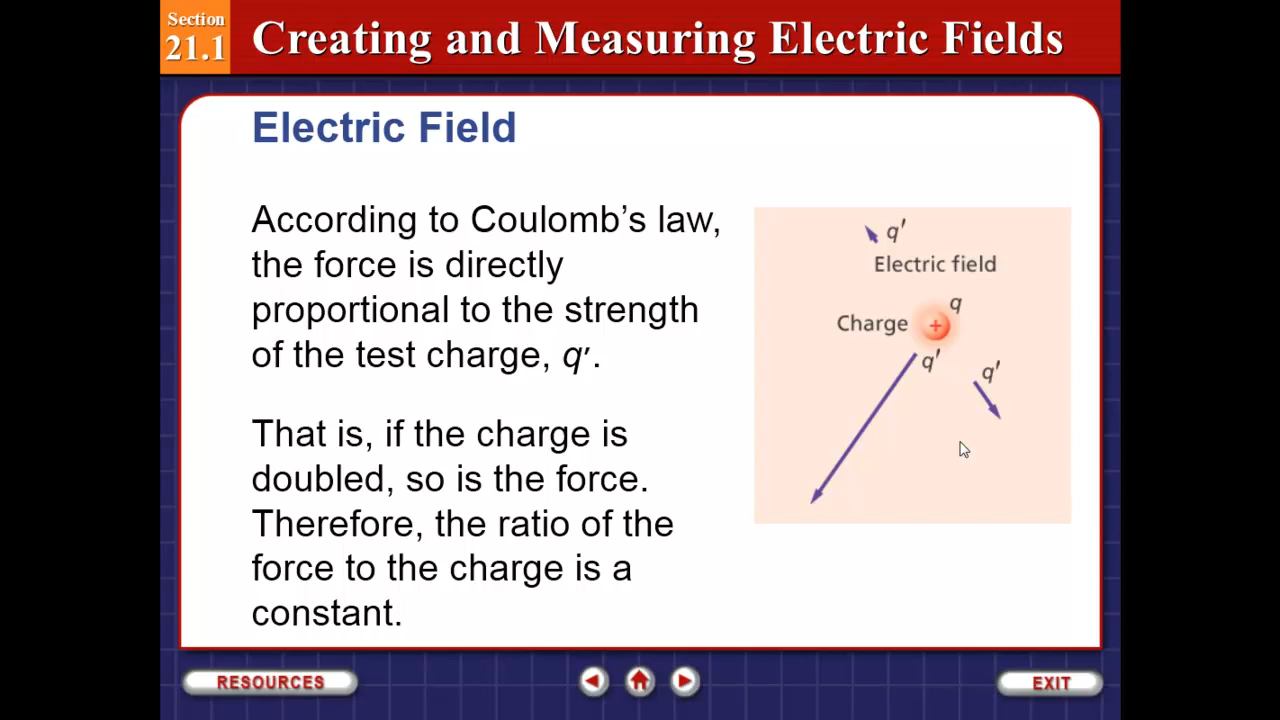 Section
21.1
Creating and Measuring Electric Fields
Electric Field
According to Coulomb’s law,
the force is directly
proportional to the strength
of the test charge, q′.
That is, if the charge is
doubled, so is the force.
Therefore, the ratio of the
force to the charge is a
constant.
q′
Electric field
q
Charge +
q′
q′
RESOURCES
EXIT